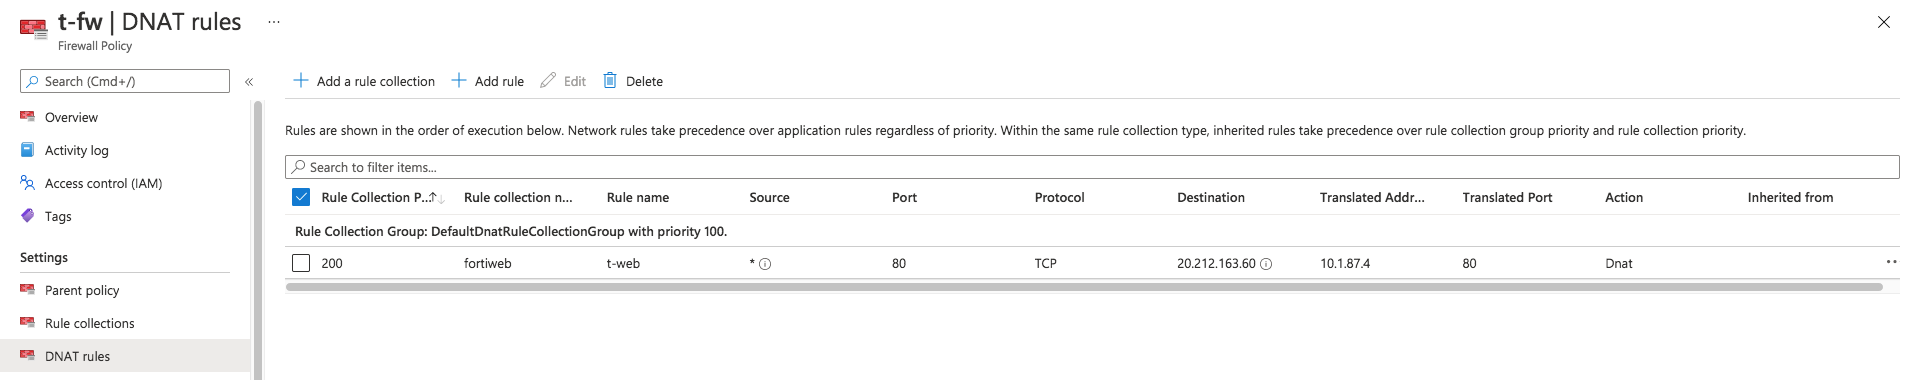 t-fw | DNAT rules ...
Firewall Policy
Search (Cmd+/)
«
Overview
Activity log
Access control (IAM)
Tags
Settings
Parent policy
Rule collections
DNAT rules
Add a rule collection Add rule Edit Delete
Rules are shown in the order of execution below. Network rules take precedence over application rules regardless of priority. Within the same rule collection type, inherited rules take precedence over rule collection group priority and rule collection priority.
Search to filter items...
Rule Collection P...↑↓ Rule collection n... Rule name Source Port Protocol Destination Translated Addr... Translated Port Action Inherited from
Rule Collection Group: DefaultDnatRuleCollectionGroup with priority 100.
200 fortiweb t-web * 80 TCP 20.212.163.60 10.1.87.4 80 Dnat